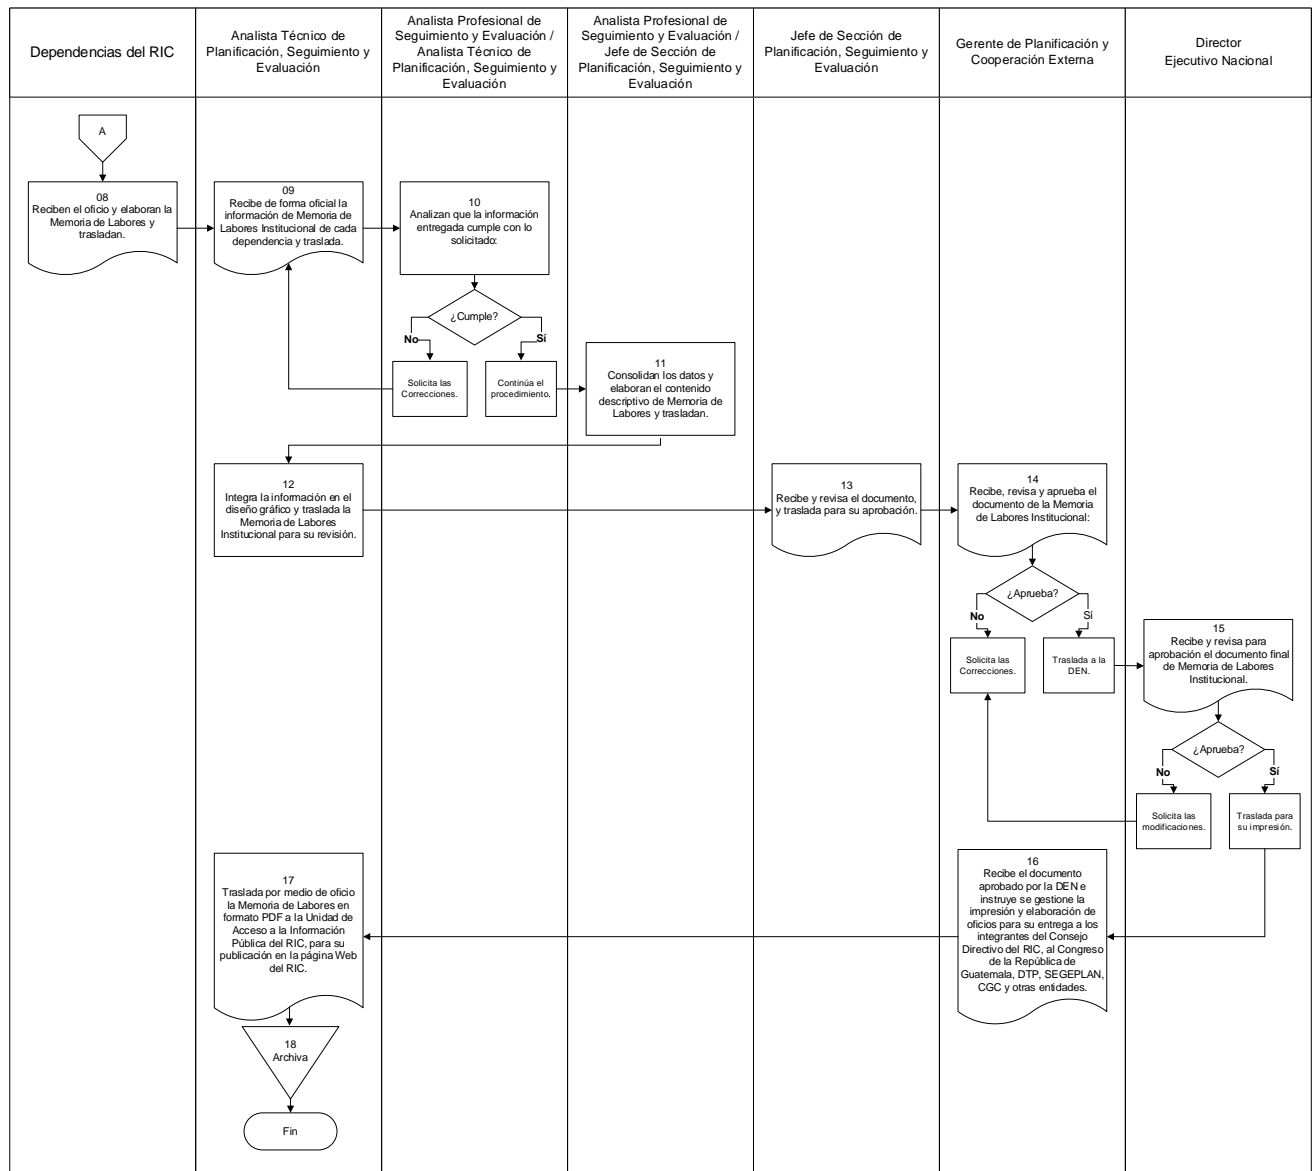 Dependencias del RIC
Analista Técnico de
Planificación, Seguimiento y
Evaluación
Analista Profesional de
Seguimiento y Evaluación /
Analista Técnico de
Planificación, Seguimiento y
Evaluación
Analista Profesional de
Seguimiento y Evaluación /
Jefe de Sección de
Planificación, Seguimiento y
Evaluación
Jefe de Sección de
Planificación, Seguimiento y
Evaluación
Gerente de Planificación y
Cooperación Externa
Director
Ejecutivo Nacional
A
08
Reciben el oficio y elaboran la
Memoria de Labores y
trasladan.
09
Recibe de forma oficial la
información de Memoria de
Labores Institucional de cada
dependencia y traslada.
10
Analizan que la información
entregada cumple con lo
solicitado:
¿Cumple?
No
Sí
Solicita las
Correcciones.
Continúa el
procedimiento.
11
Consolidan los datos y
elaboran el contenido
descriptivo de Memoria de
Labores y trasladan.
12
Integra la información en el
diseño gráfico y traslada la
Memoria de Labores
Institucional para su revisión.
13
Recibe y revisa el documento,
y traslada para su aprobación.
14
Recibe, revisa y aprueba el
documento de la Memoria
de Labores Institucional:
¿Aprueba?
No
Sí
Solicita las
Correcciones.
Traslada a la
DEN.
15
Recibe y revisa para
aprobación el documento final
de Memoria de Labores
Institucional.
¿Aprueba?
No
Sí
Solicita las
modificaciones.
Traslada para
su impresión.
16
Recibe el documento
aprobado por la DEN e
instruye se gestione la
impresión y elaboración de
oficios para su entrega a los
integrantes del Consejo
Directivo del RIC, al Congreso
de la República de
Guatemala, DTP, SEGEPLAN,
CGC y otras entidades.
17
Traslada por medio de oficio
la Memoria de Labores en
formato PDF a la Unidad de
Acceso a la Información
Pública del RIC, para su
publicación en la página Web
del RIC.
18
Archiva
Fin